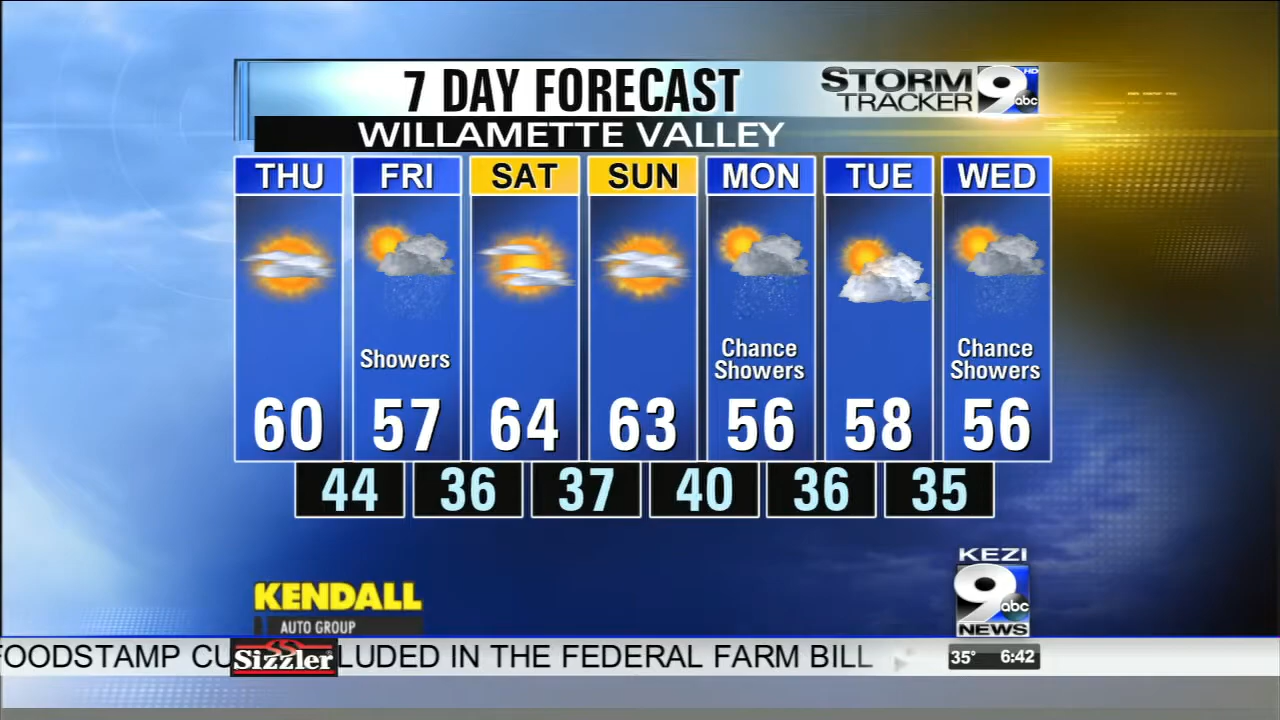 7 DAY FORECAST
STORM
TRACKER
9 HD
abc
WILLAMETTE VALLEY
THU FRI SAT SUN MON TUE WED
Showers
Chance
Showers
Chance
Showers
60 57 64 63 56 58 56
44 36 37 40 36 35
KENDALL
AUTO GROUP
KEZI
9
abc
NEWS
OODSTAMP CU Sizzler LUDED IN THE FEDERAL FARM BILL
35° 6:42